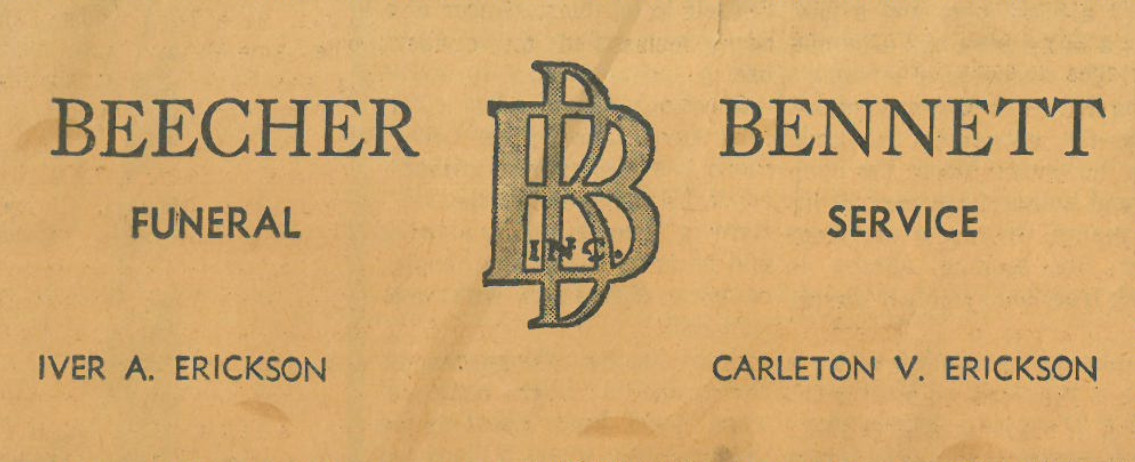 BEECHER BENNETT
FUNERAL SERVICE
INC.
IVER A. ERICKSON CARLETON V. ERICKSON